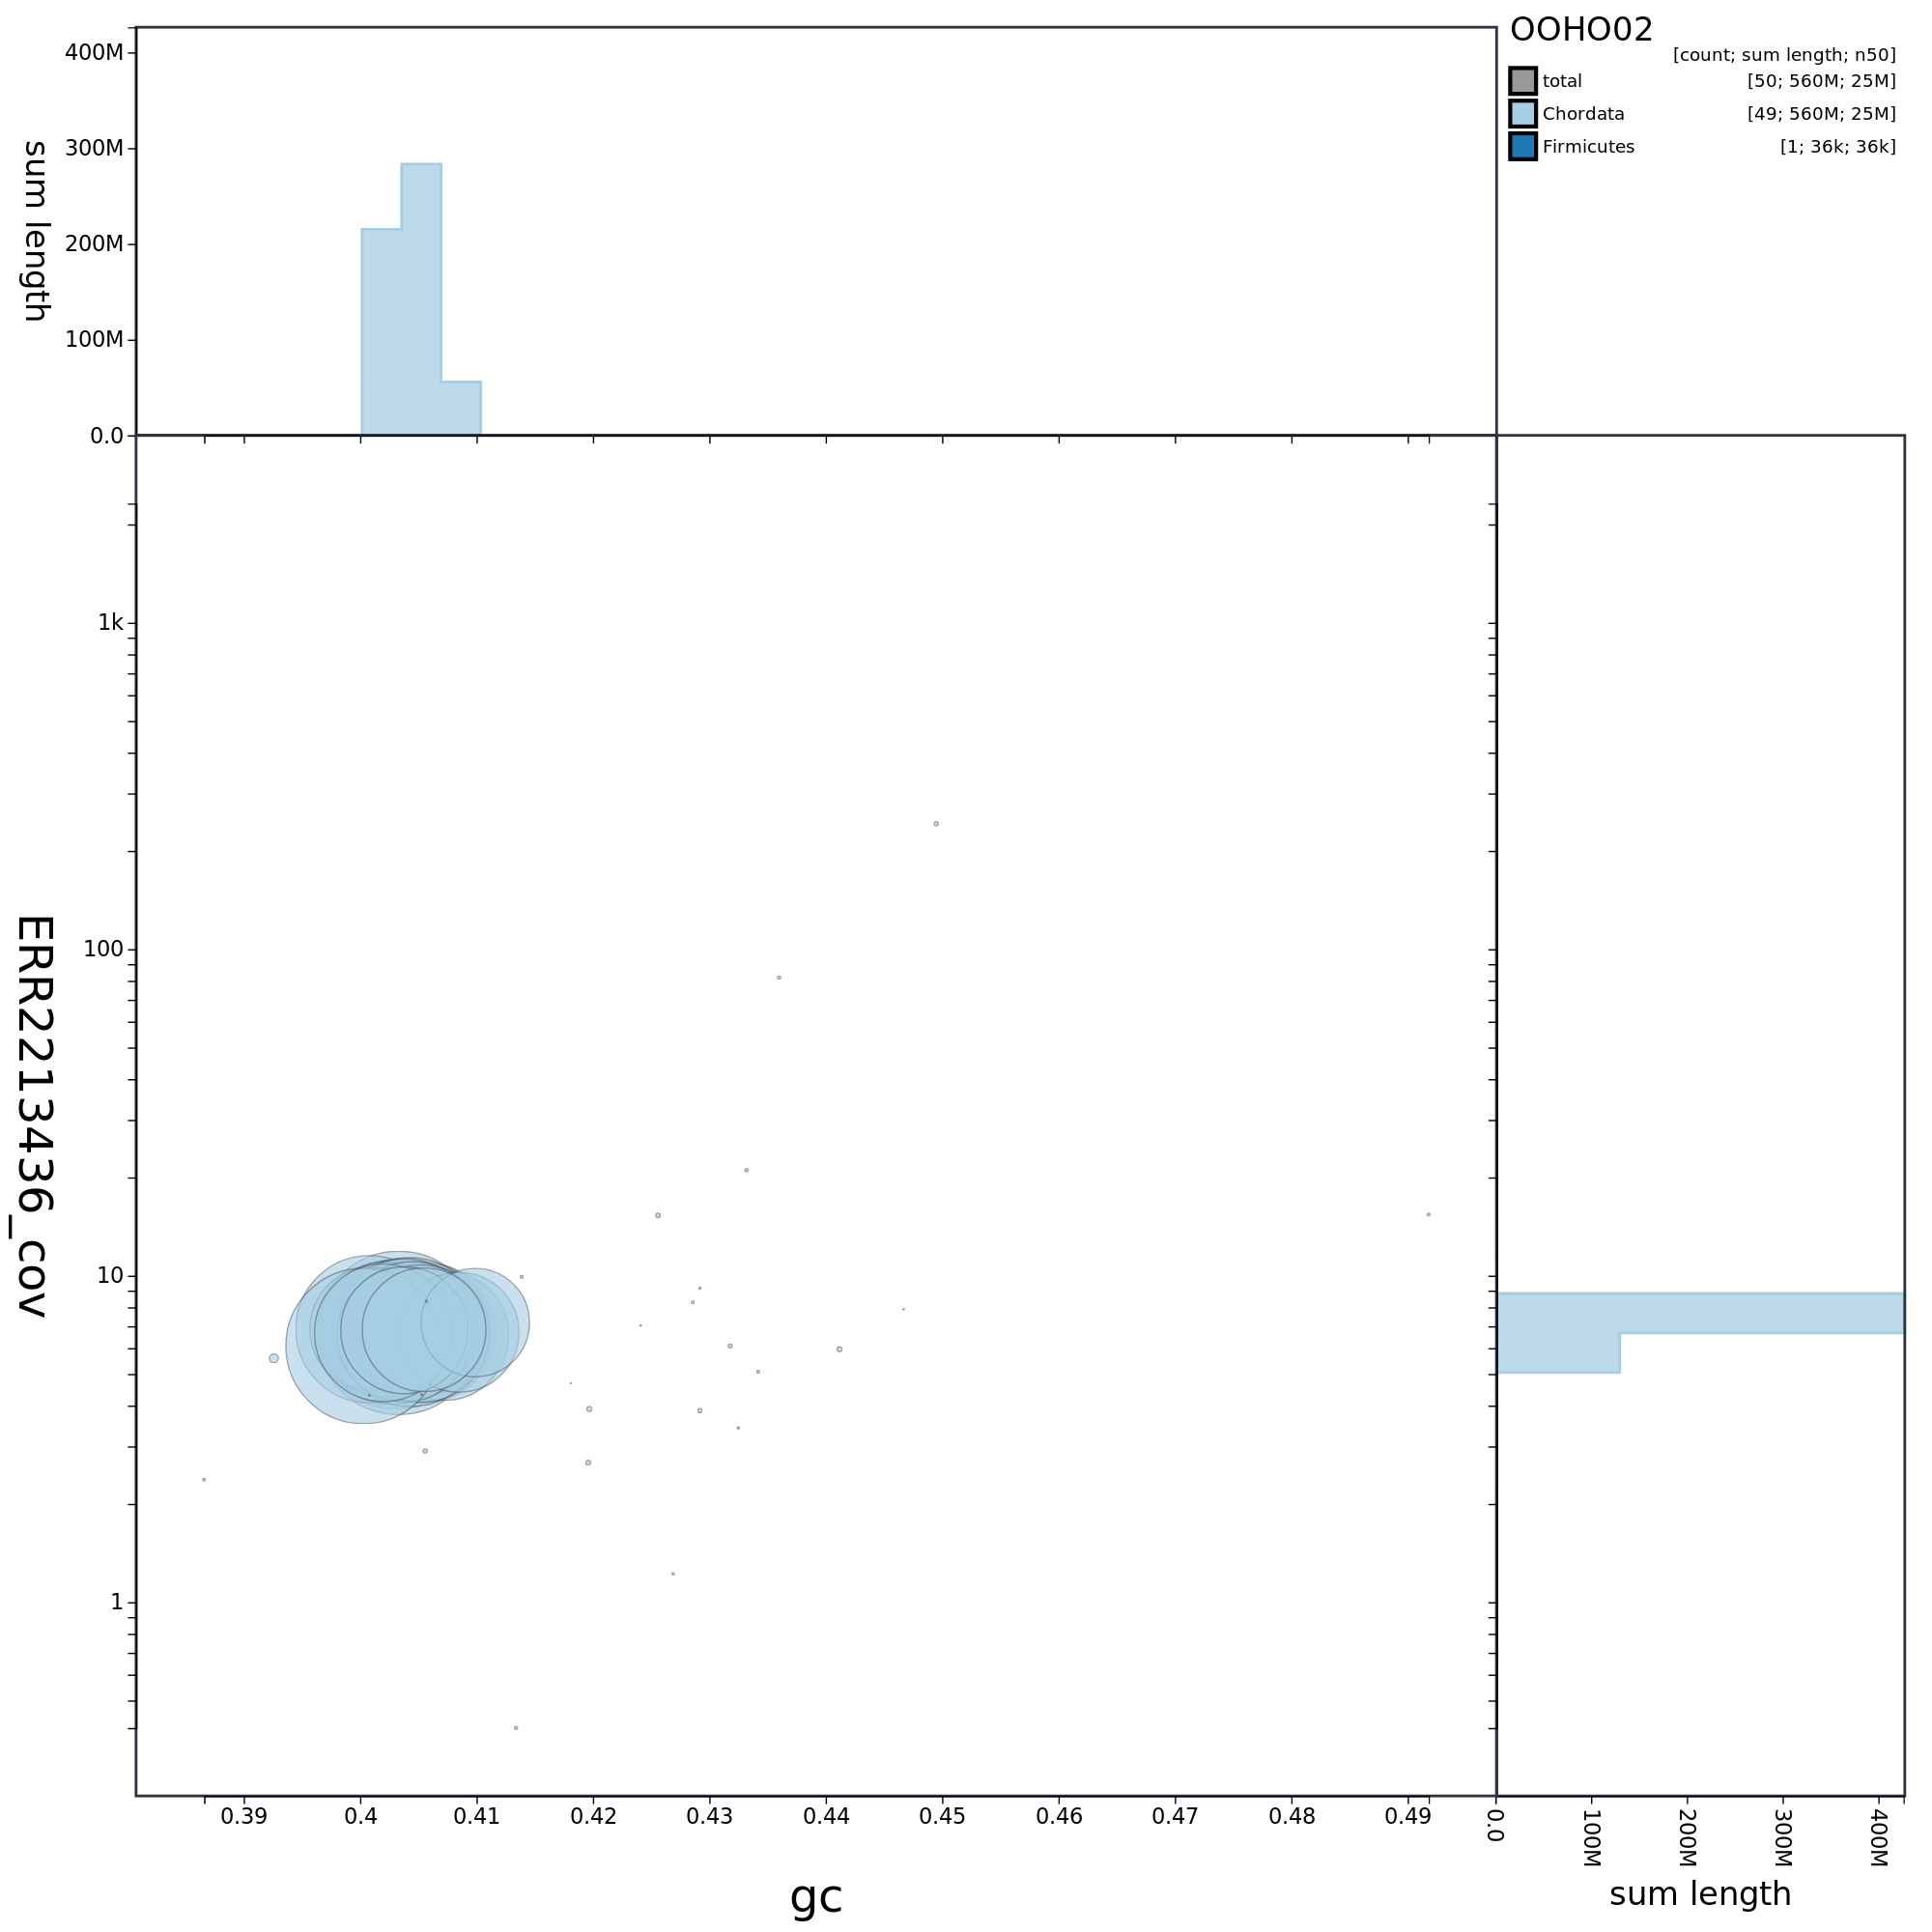 OOHO02
[count; sum length; n50]
total [50; 560M; 25M]
Chordata [49; 560M; 25M]
Firmicutes [1; 36k; 36k]
sum length
400M
300M
200M
100M
0.0
ERR2213436_cov
1k
100
10
1
0.39 0.4 0.41 0.42 0.43 0.44 0.45 0.46 0.47 0.48 0.49
gc
0.0 100M 200M 300M 400M
sum length